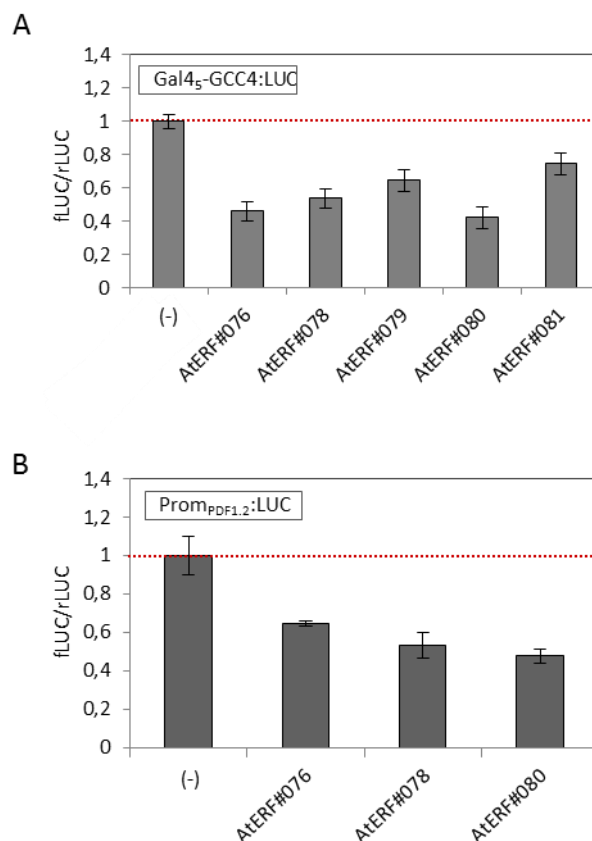 A
1,4
1,2
1
0,8
0,6
0,4
0,2
0
fLUC/rLUC
Gal4₅-GCC4:LUC
(-)
AtERF#076
AtERF#078
AtERF#079
AtERF#080
AtERF#081
B
1,4
1,2
1
0,8
0,6
0,4
0,2
0
fLUC/rLUC
Prom_PDF1.2:LUC
(-)
AtERF#076
AtERF#078
AtERF#080